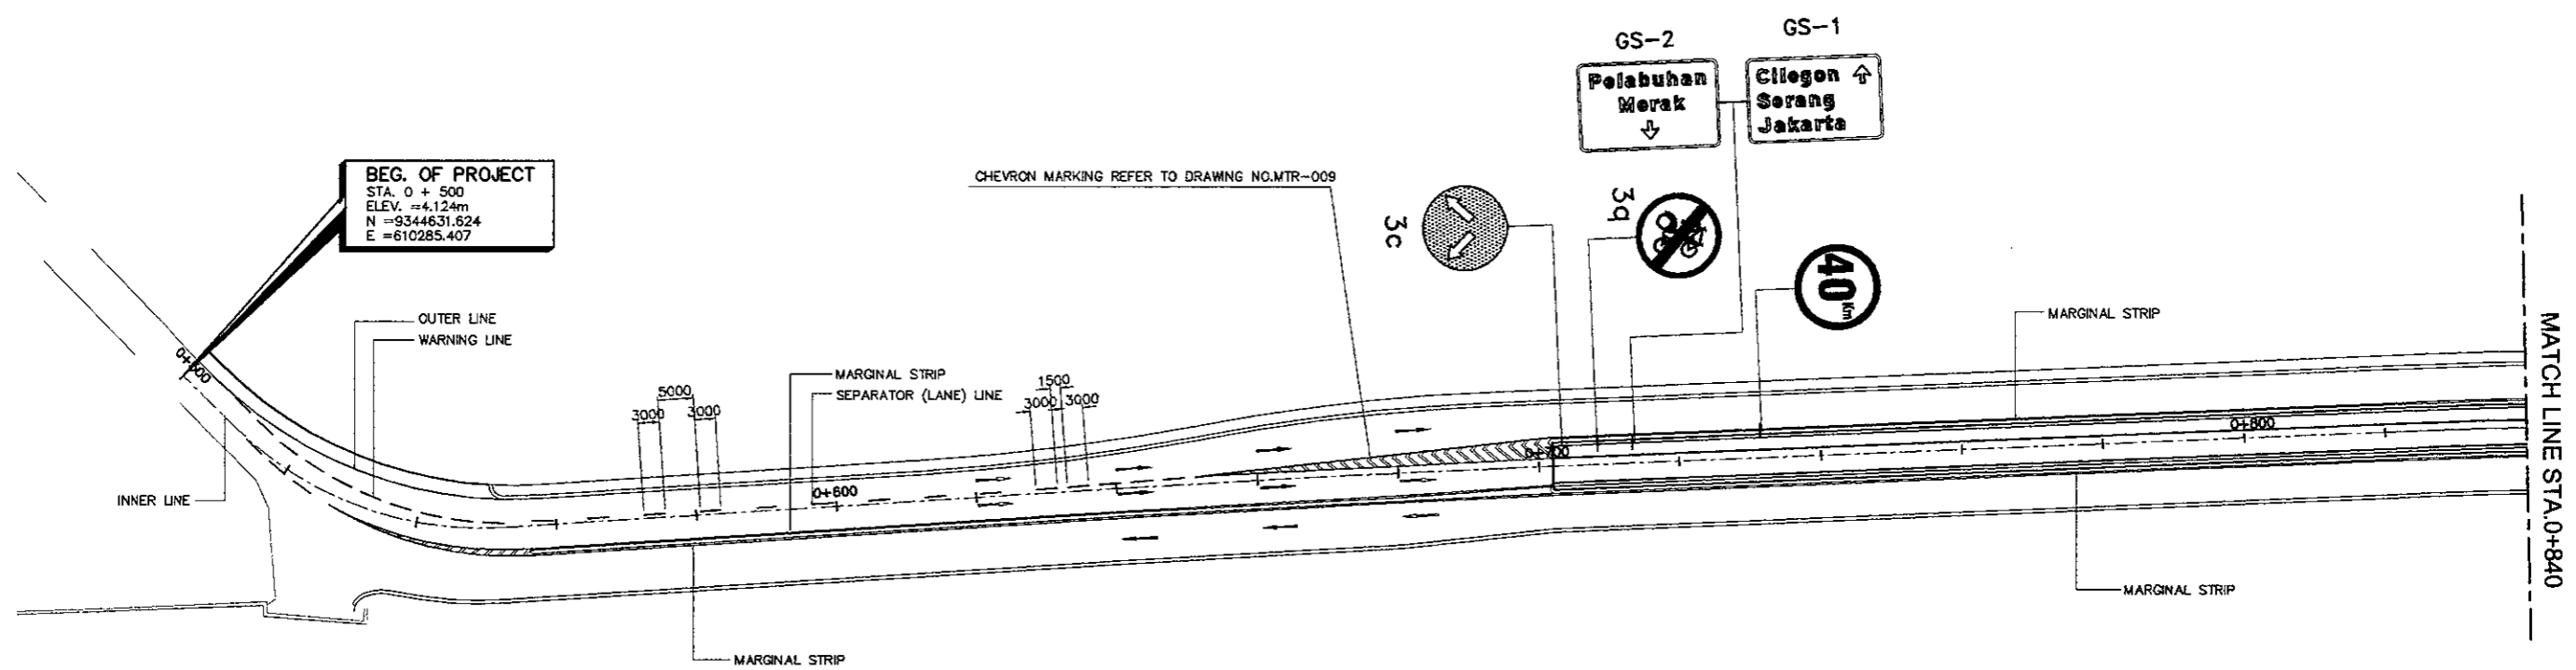 GS-2
GS-1
Pelabuhan
Merak
Cilegon
Serang
Jakarta
BEG. OF PROJECT
STA. 0 + 500
ELEV. =4.124m
N =9344631.624
E =610285.407
CHEVRON MARKING REFER TO DRAWING NO.MTR-009
3c
3q
40
Km
OUTER LINE
WARNING LINE
MARGINAL STRIP
MARGINAL STRIP
SEPARATOR (LANE) LINE
5000
3000
3000
1500
3000
3000
INNER LINE
0+600
0+700
0+800
MARGINAL STRIP
MARGINAL STRIP
MATCH LINE STA.0+840